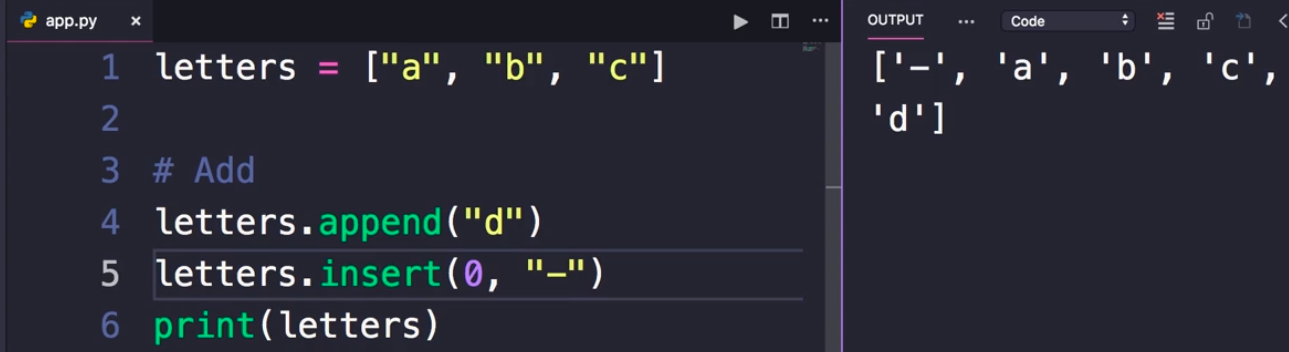 app.py
1 letters = ["a", "b", "c"]
2
3 # Add
4 letters.append("d")
5 letters.insert(0, "-")
6 print(letters)
OUTPUT
Code
['-', 'a', 'b', 'c',
'd']